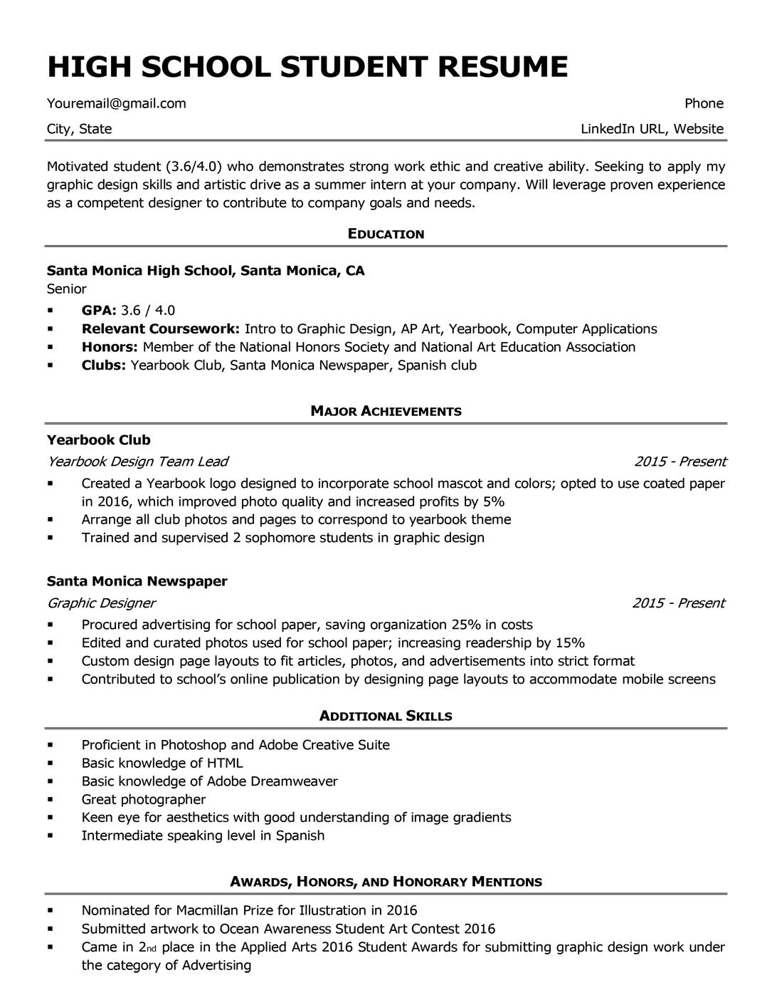 HIGH SCHOOL STUDENT RESUME
Youremail@gmail.com Phone
City, State LinkedIn URL, Website
Motivated student (3.6/4.0) who demonstrates strong work ethic and creative ability. Seeking to apply my
graphic design skills and artistic drive as a summer intern at your company. Will leverage proven experience
as a competent designer to contribute to company goals and needs.
EDUCATION
Santa Monica High School, Santa Monica, CA
Senior
▪ GPA: 3.6 / 4.0
▪ Relevant Coursework: Intro to Graphic Design, AP Art, Yearbook, Computer Applications
▪ Honors: Member of the National Honors Society and National Art Education Association
▪ Clubs: Yearbook Club, Santa Monica Newspaper, Spanish club
MAJOR ACHIEVEMENTS
Yearbook Club
Yearbook Design Team Lead 2015 - Present
▪ Created a Yearbook logo designed to incorporate school mascot and colors; opted to use coated paper
in 2016, which improved photo quality and increased profits by 5%
▪ Arrange all club photos and pages to correspond to yearbook theme
▪ Trained and supervised 2 sophomore students in graphic design
Santa Monica Newspaper
Graphic Designer 2015 - Present
▪ Procured advertising for school paper, saving organization 25% in costs
▪ Edited and curated photos used for school paper; increasing readership by 15%
▪ Custom design page layouts to fit articles, photos, and advertisements into strict format
▪ Contributed to school’s online publication by designing page layouts to accommodate mobile screens
ADDITIONAL SKILLS
▪ Proficient in Photoshop and Adobe Creative Suite
▪ Basic knowledge of HTML
▪ Basic knowledge of Adobe Dreamweaver
▪ Great photographer
▪ Keen eye for aesthetics with good understanding of image gradients
▪ Intermediate speaking level in Spanish
AWARDS, HONORS, AND HONORARY MENTIONS
▪ Nominated for Macmillan Prize for Illustration in 2016
▪ Submitted artwork to Ocean Awareness Student Art Contest 2016
▪ Came in 2nd place in the Applied Arts 2016 Student Awards for submitting graphic design work under
the category of Advertising